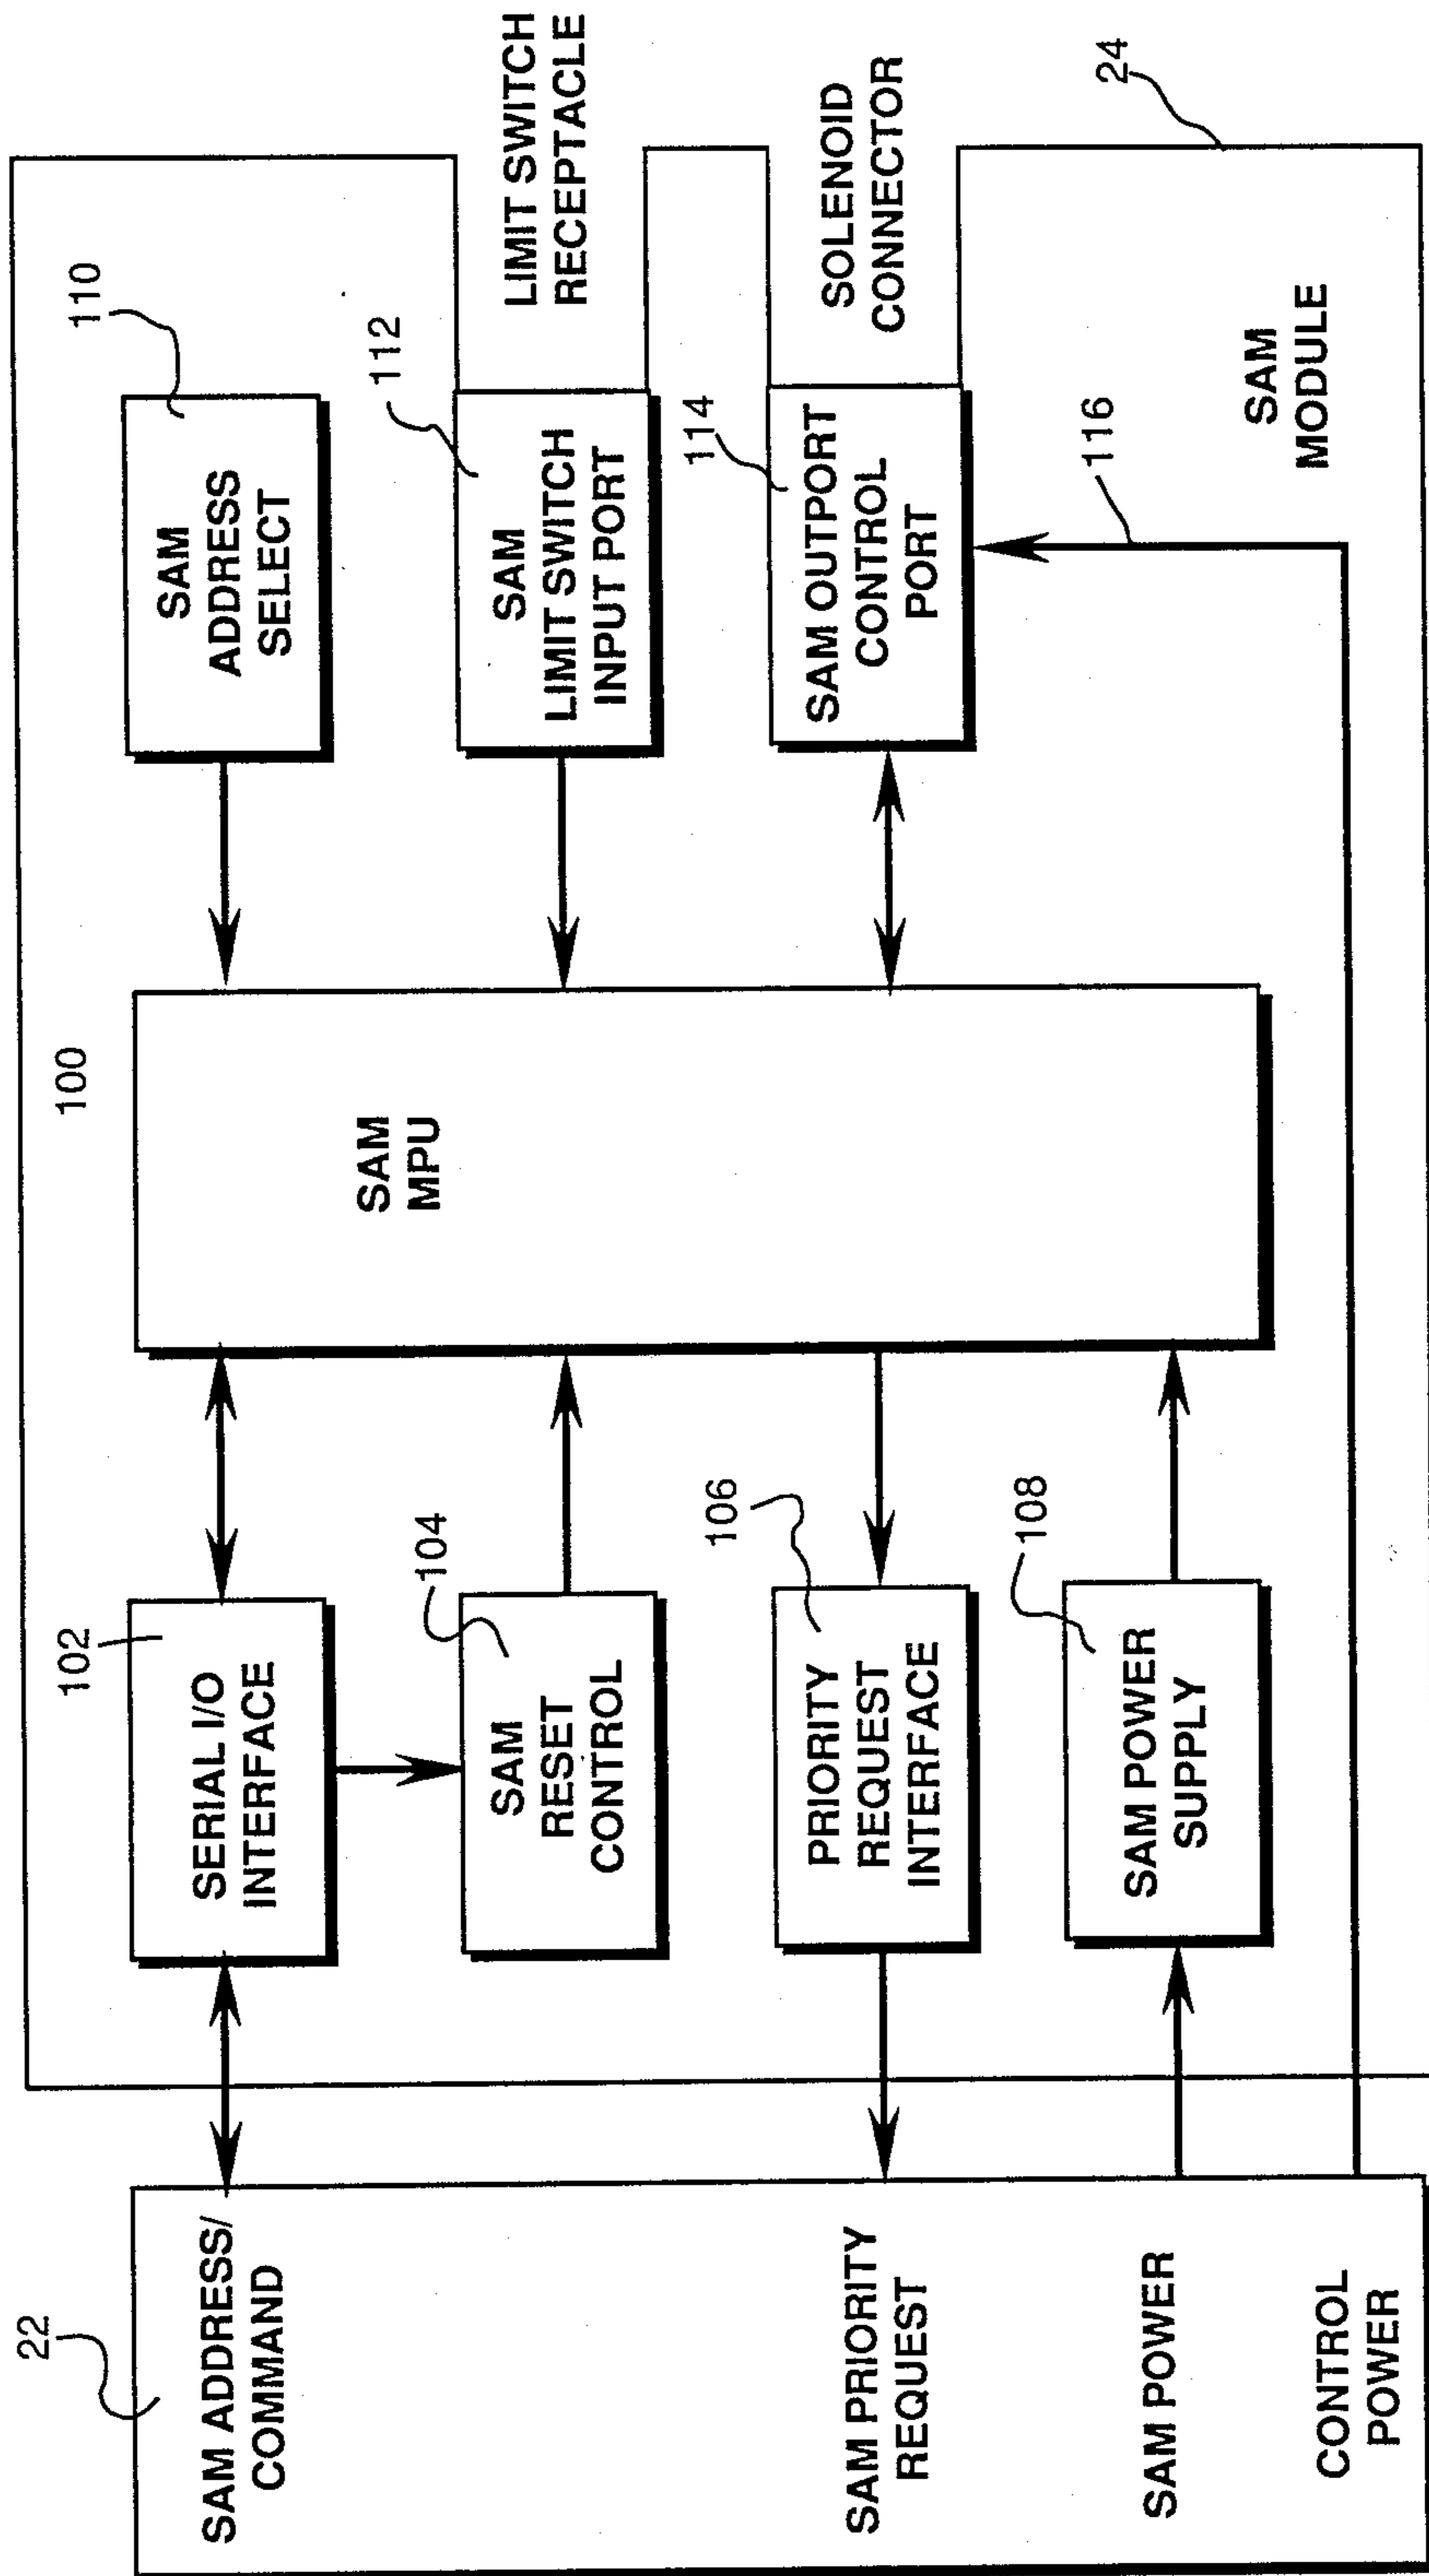 22
SAM ADDRESS/
COMMAND
SAM PRIORITY
REQUEST
SAM POWER
CONTROL
POWER
102
SERIAL I/O
INTERFACE
104
SAM
RESET
CONTROL
106
PRIORITY
REQUEST
INTERFACE
108
SAM POWER
SUPPLY
100
SAM
MPU
110
SAM
ADDRESS
SELECT
112
SAM
LIMIT SWITCH
INPUT PORT
114
SAM OUTPORT
CONTROL
PORT
116
LIMIT SWITCH
RECEPTACLE
SOLENOID
CONNECTOR
24
SAM
MODULE